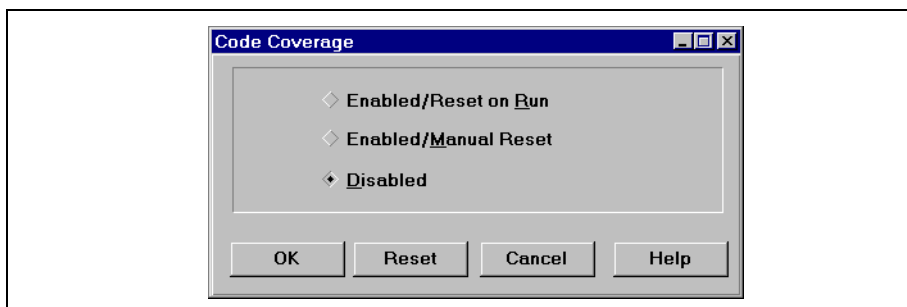 Code Coverage
Enabled/Reset on Run
Enabled/Manual Reset
Disabled
OK Reset Cancel Help